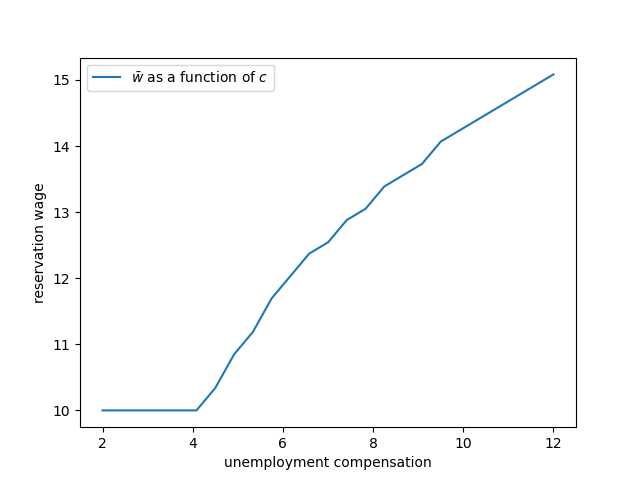 w̄ as a function of c
15
14
13
12
11
10
reservation wage
2 4 6 8 10 12
unemployment compensation